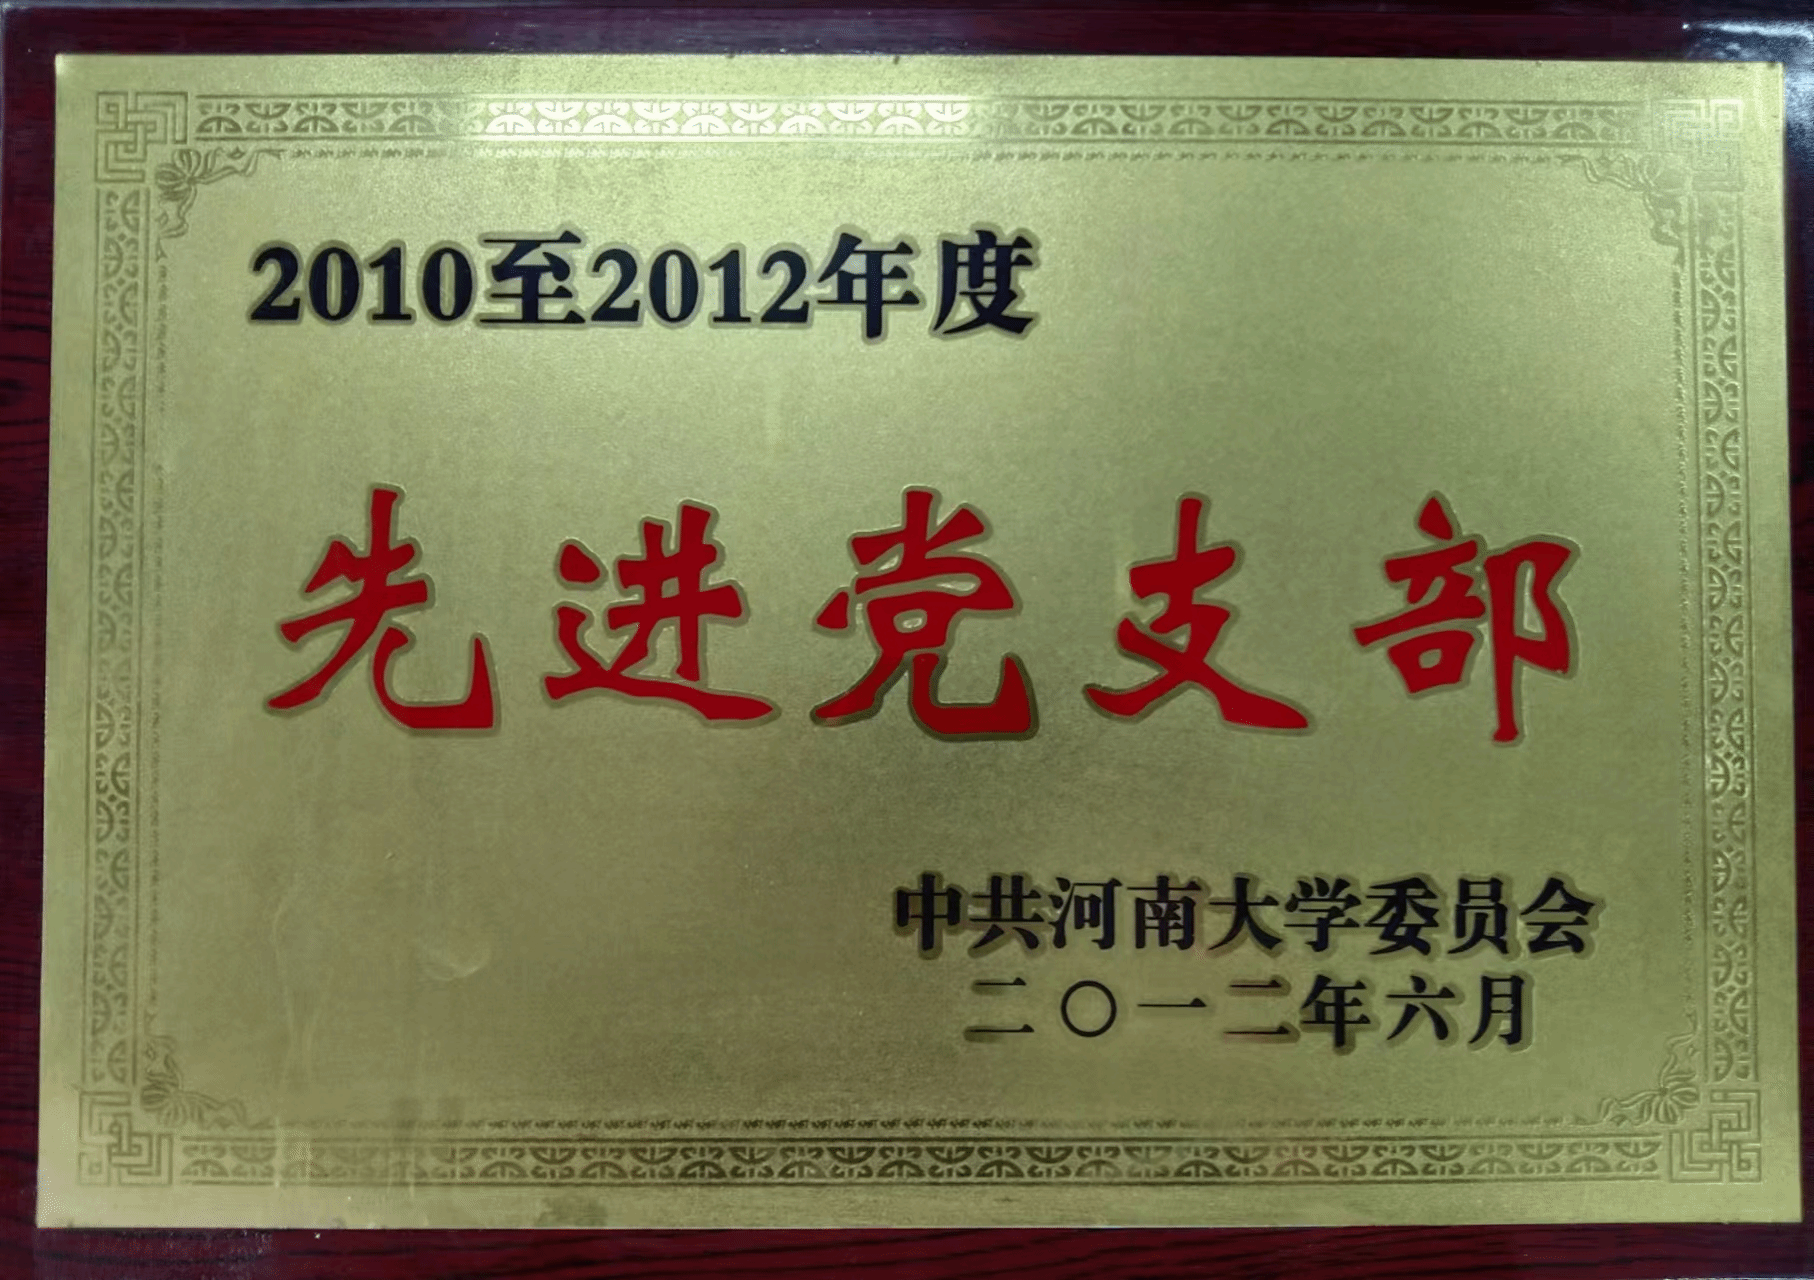 2010至2012年度
先进党支部
中共河南大学委员会
二〇一二年六月